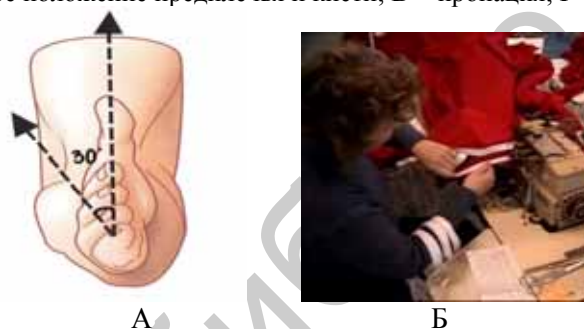 положение предплечья и кисти; В – пронация; Г
30°
А Б